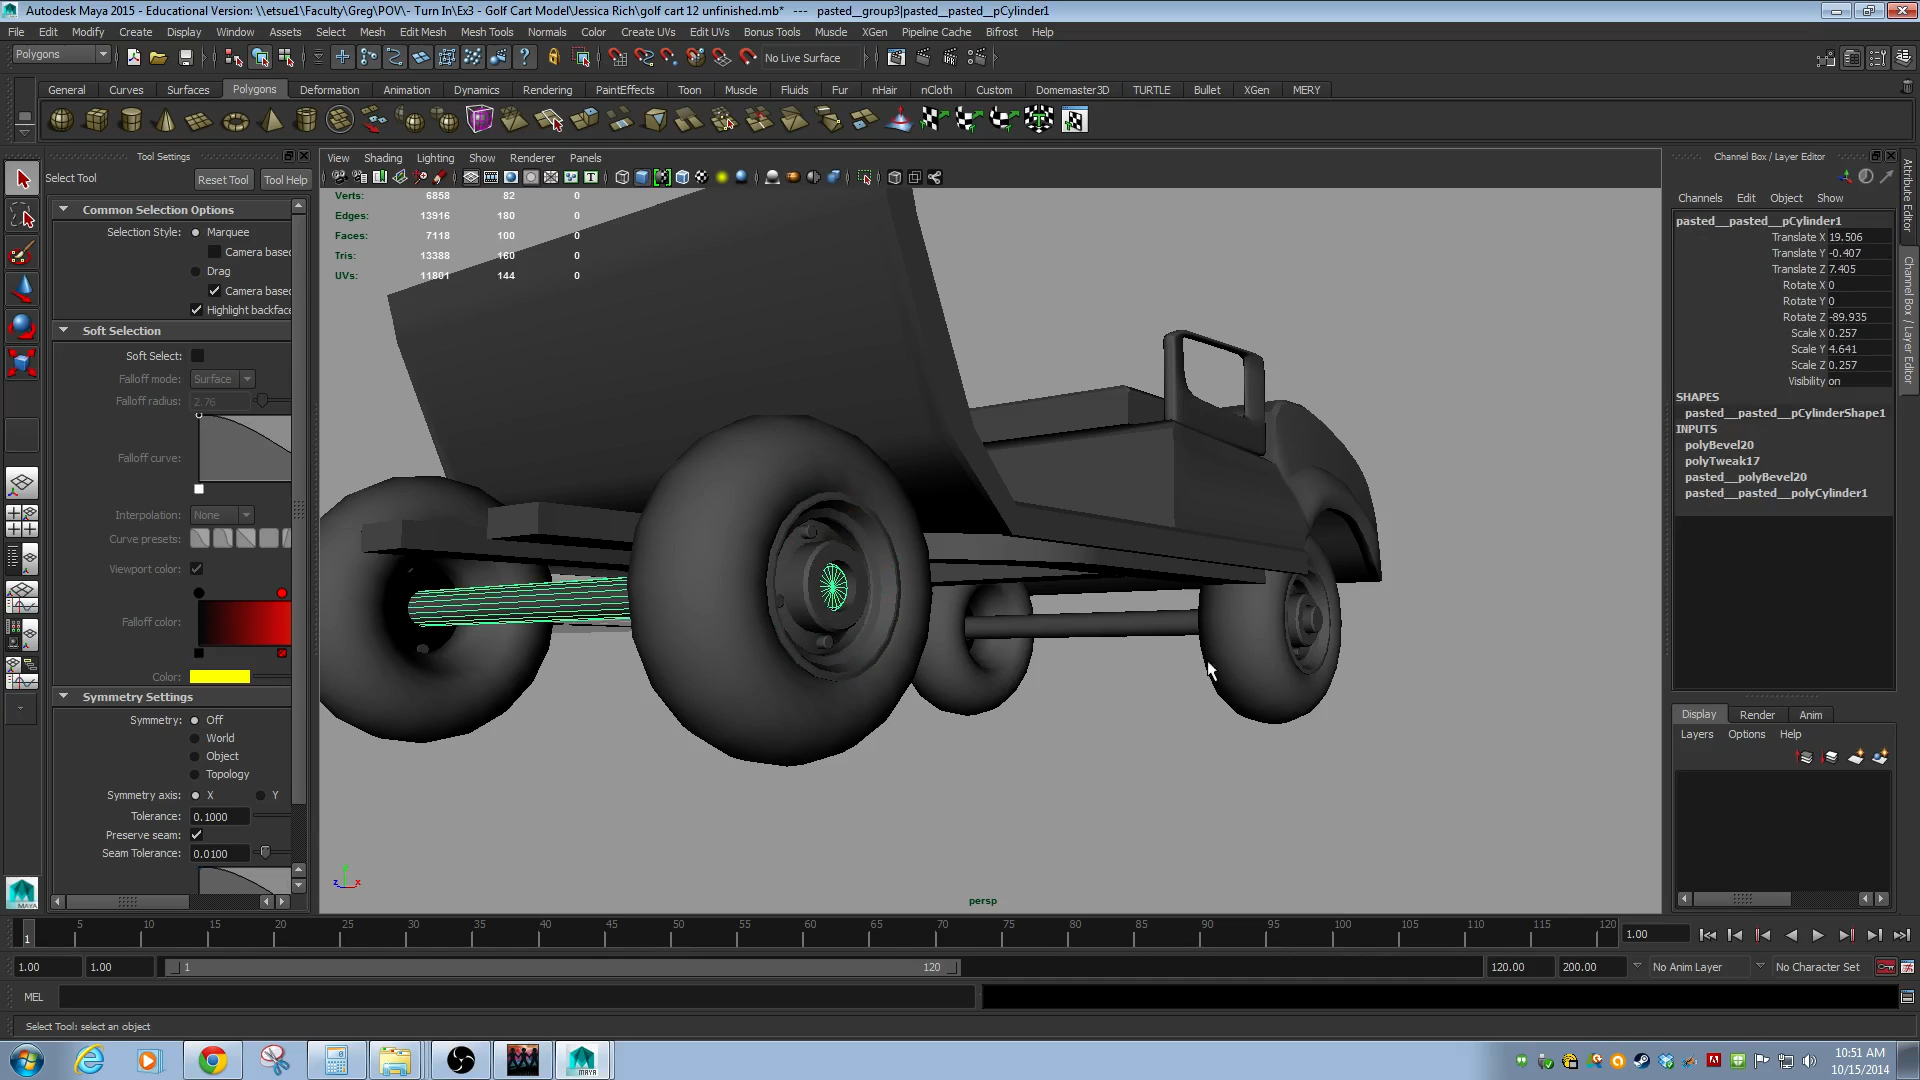 Autodesk Maya 2015 - Educational Version: \\etsue1\Faculty\Greg\POV\- Turn In\Ex3 - Golf Cart Model\Jessica Rich\golf cart 12 unfinished.mb*   ---   pasted__group3|pasted__pasted__pCylinder1
File Edit Modify Create Display Window Assets Select Mesh Edit Mesh Mesh Tools Normals Color Create UVs Edit UVs Bonus Tools Muscle XGen Pipeline Cache Bifrost Help
Polygons
No Live Surface
General Curves Surfaces Polygons Deformation Animation Dynamics Rendering PaintEffects Toon Muscle Fluids Fur nHair nCloth Custom Domemaster3D TURTLE Bullet XGen MERY
Tool Settings
Select Tool Reset Tool Tool Help
Common Selection Options
Selection Style: Marquee
Camera based
Drag
Camera based
Highlight backface
Soft Selection
Soft Select:
Falloff mode: Surface
Falloff radius: 2.76
Falloff curve:
Interpolation: None
Curve presets:
Viewport color:
Falloff color:
Color:
Symmetry Settings
Symmetry: Off
World
Object
Topology
Symmetry axis: X Y
Tolerance: 0.1000
Preserve seam:
Seam Tolerance: 0.0100
View Shading Lighting Show Renderer Panels
Verts: 6858 82 0
Edges: 13916 180 0
Faces: 7118 100 0
Tris: 13388 160 0
UVs: 11801 144 0
persp
Channel Box / Layer Editor
Channels Edit Object Show
pasted__pasted__pCylinder1
Translate X 19.506
Translate Y -0.407
Translate Z 7.405
Rotate X 0
Rotate Y 0
Rotate Z -89.935
Scale X 0.257
Scale Y 4.641
Scale Z 0.257
Visibility on
SHAPES
pasted__pasted__pCylinderShape1
INPUTS
polyBevel20
polyTweak17
pasted__polyBevel20
pasted__pasted__polyCylinder1
Attribute Editor
Channel Box / Layer Editor
Display Render Anim
Layers Options Help
1 5 10 15 20 25 30 35 40 45 50 55 60 65 70 75 80 85 90 95 100 105 110 115 120
1.00
1.00 1.00 1 120 120.00 200.00 No Anim Layer No Character Set
MEL
Select Tool: select an object
MAYA
10:51 AM
10/15/2014